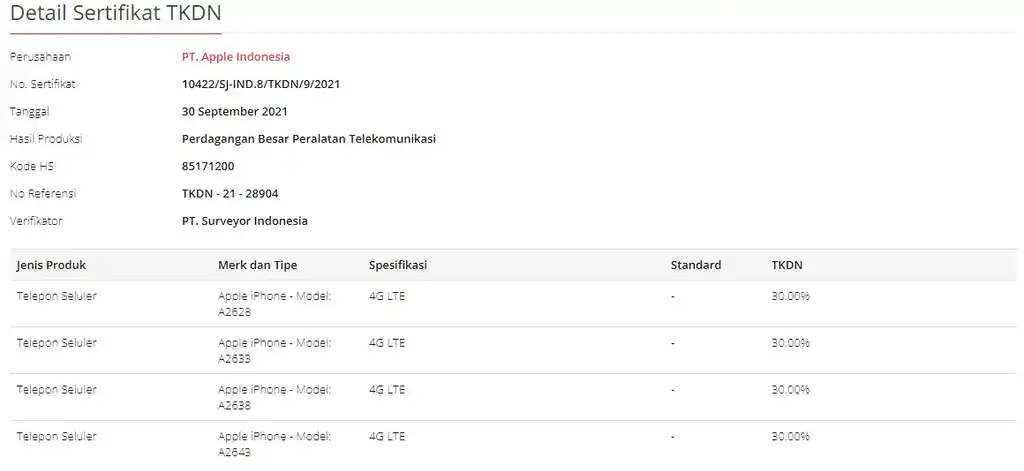 Detail Sertifikat TKDN
Perusahaan PT. Apple Indonesia
No. Sertifikat 10422/SJ-IND.8/TKDN/9/2021
Tanggal 30 September 2021
Hasil Produksi Perdagangan Besar Peralatan Telekomunikasi
Kode HS 85171200
No Referensi TKDN - 21 - 28904
Verifikator PT. Surveyor Indonesia
Jenis Produk Merk dan Tipe Spesifikasi Standard TKDN
Telepon Seluler Apple iPhone - Model: 4G LTE - 30.00%
A2628
Telepon Seluler Apple iPhone - Model: 4G LTE - 30.00%
A2633
Telepon Seluler Apple iPhone - Model: 4G LTE - 30.00%
A2638
Telepon Seluler Apple iPhone - Model: 4G LTE - 30.00%
A2643